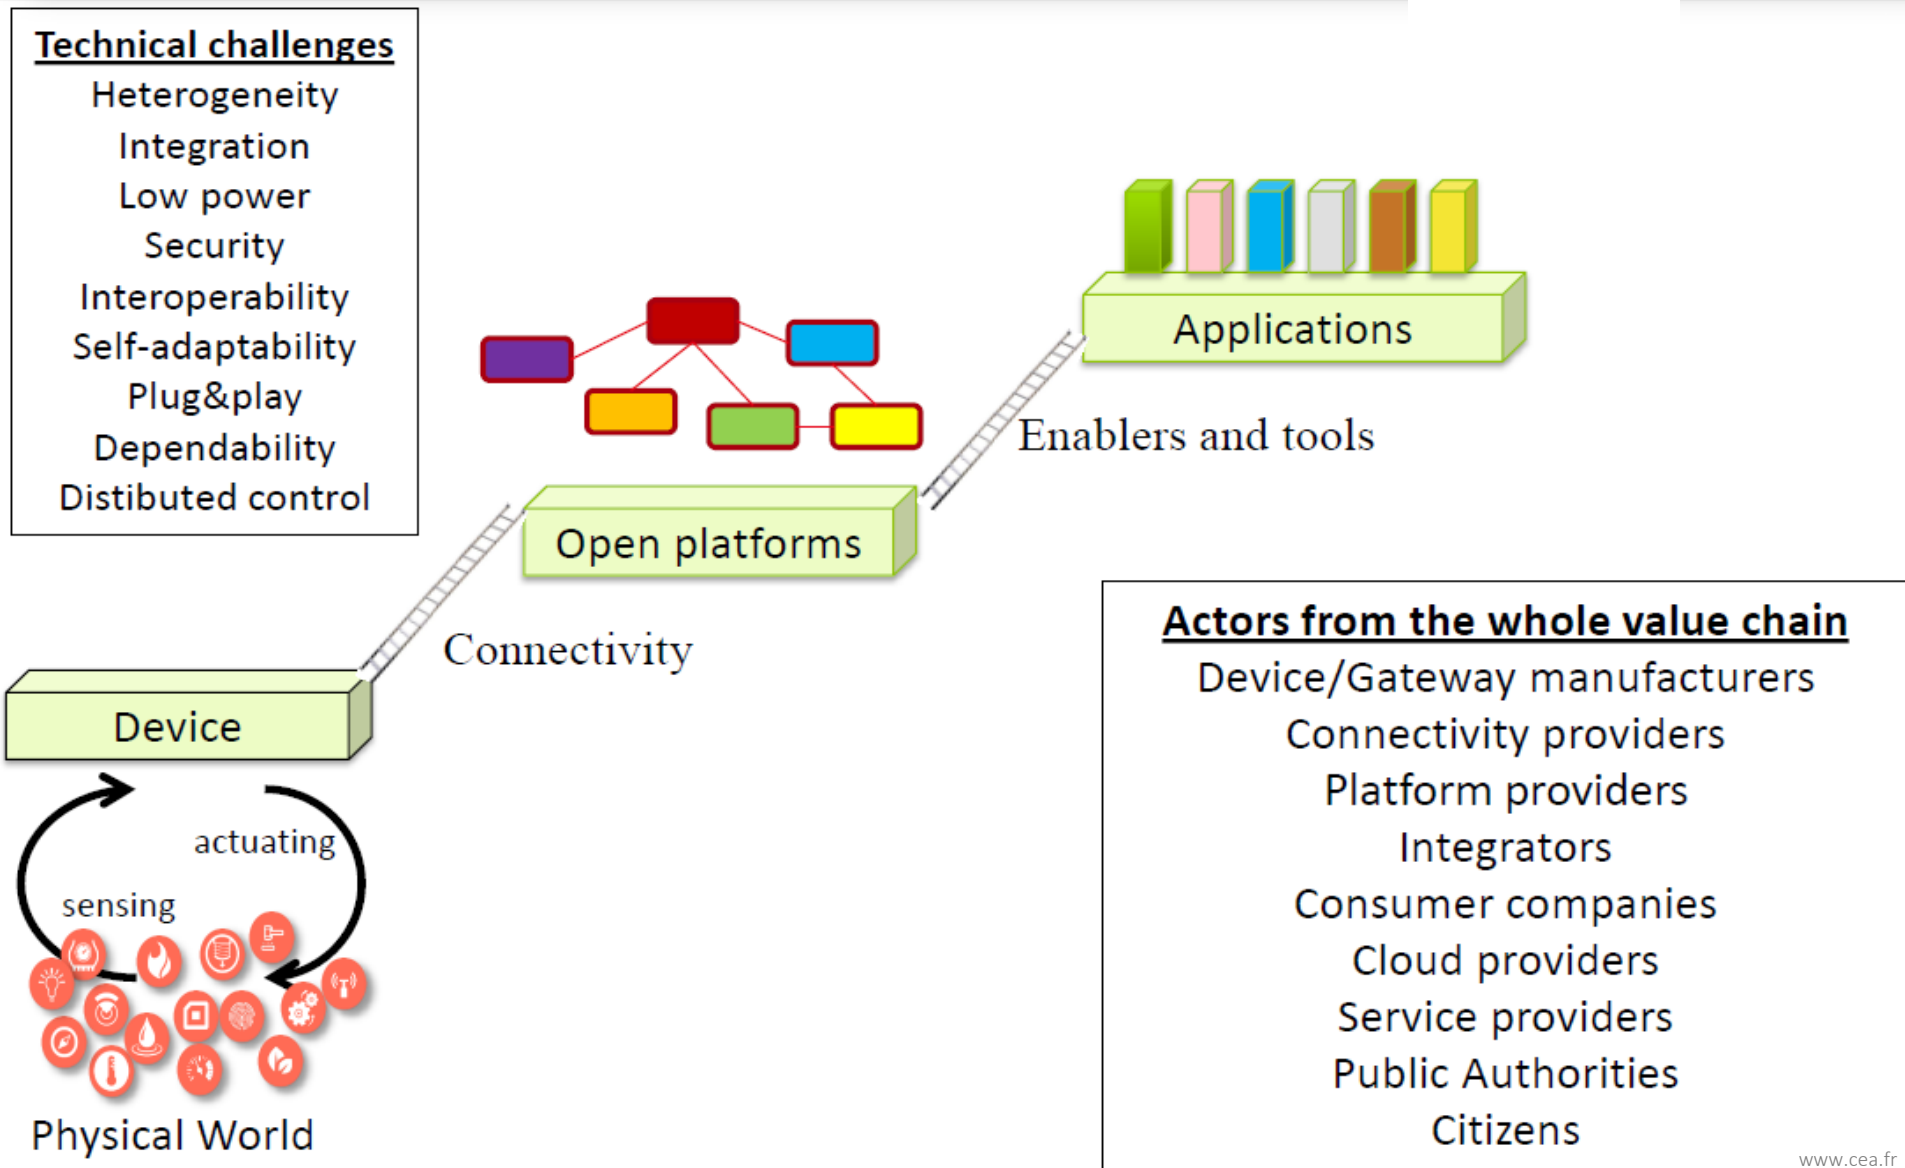 Technical challenges
Heterogeneity
Integration
Low power
Security
Interoperability
Self-adaptability
Plug&play
Dependability
Distibuted control
Applications
Enablers and tools
Open platforms
Connectivity
Device
actuating
sensing
Physical World
Actors from the whole value chain
Device/Gateway manufacturers
Connectivity providers
Platform providers
Integrators
Consumer companies
Cloud providers
Service providers
Public Authorities
Citizens
www.cea.fr